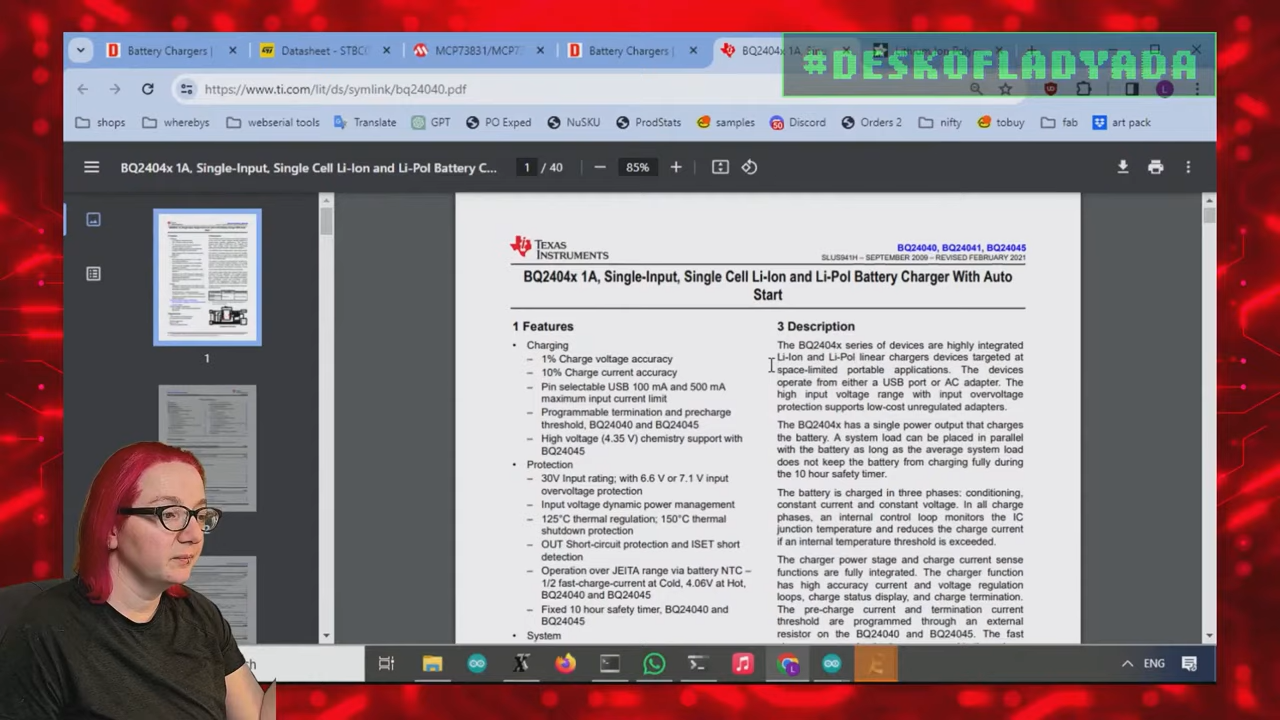 Battery Chargers |
Datasheet - STBC
MCP73831/MCP7
Battery Chargers |
BQ2404x 1A, Sin
#DESKOFLADYADA
https://www.ti.com/lit/ds/symlink/bq24040.pdf
shops
wherebys
webserial tools
Translate
GPT
PO Exped
NuSKU
ProdStats
samples
50
Discord
Orders 2
nifty
tobuy
fab
art pack
BQ2404x 1A, Single-Input, Single Cell Li-Ion and Li-Pol Battery C...
1 / 40
85%
1
TEXAS
INSTRUMENTS
BQ24040, BQ24041, BQ24045
SLUS941H – SEPTEMBER 2009 – REVISED FEBRUARY 2021
BQ2404x 1A, Single-Input, Single Cell Li-Ion and Li-Pol Battery Charger With Auto
Start
1 Features
• Charging
– 1% Charge voltage accuracy
– 10% Charge current accuracy
– Pin selectable USB 100 mA and 500 mA
maximum input current limit
– Programmable termination and precharge
threshold, BQ24040 and BQ24045
– High voltage (4.35 V) chemistry support with
BQ24045
• Protection
– 30V Input rating; with 6.6 V or 7.1 V input
overvoltage protection
– Input voltage dynamic power management
– 125°C thermal regulation; 150°C thermal
shutdown protection
– OUT Short-circuit protection and ISET short
detection
– Operation over JEITA range via battery NTC –
1/2 fast-charge-current at Cold, 4.06V at Hot,
BQ24040 and BQ24045
– Fixed 10 hour safety timer, BQ24040 and
BQ24045
• System
3 Description
The BQ2404x series of devices are highly integrated
Li-Ion and Li-Pol linear chargers devices targeted at
space-limited portable applications. The devices
operate from either a USB port or AC adapter. The
high input voltage range with input overvoltage
protection supports low-cost unregulated adapters.
The BQ2404x has a single power output that charges
the battery. A system load can be placed in parallel
with the battery as long as the average system load
does not keep the battery from charging fully during
the 10 hour safety timer.
The battery is charged in three phases: conditioning,
constant current and constant voltage. In all charge
phases, an internal control loop monitors the IC
junction temperature and reduces the charge current
if an internal temperature threshold is exceeded.
The charger power stage and charge current sense
functions are fully integrated. The charger function
has high accuracy current and voltage regulation
loops, charge status display, and charge termination.
The pre-charge current and termination current
threshold are programmed through an external
resistor on the BQ24040 and BQ24045. The fast
ENG